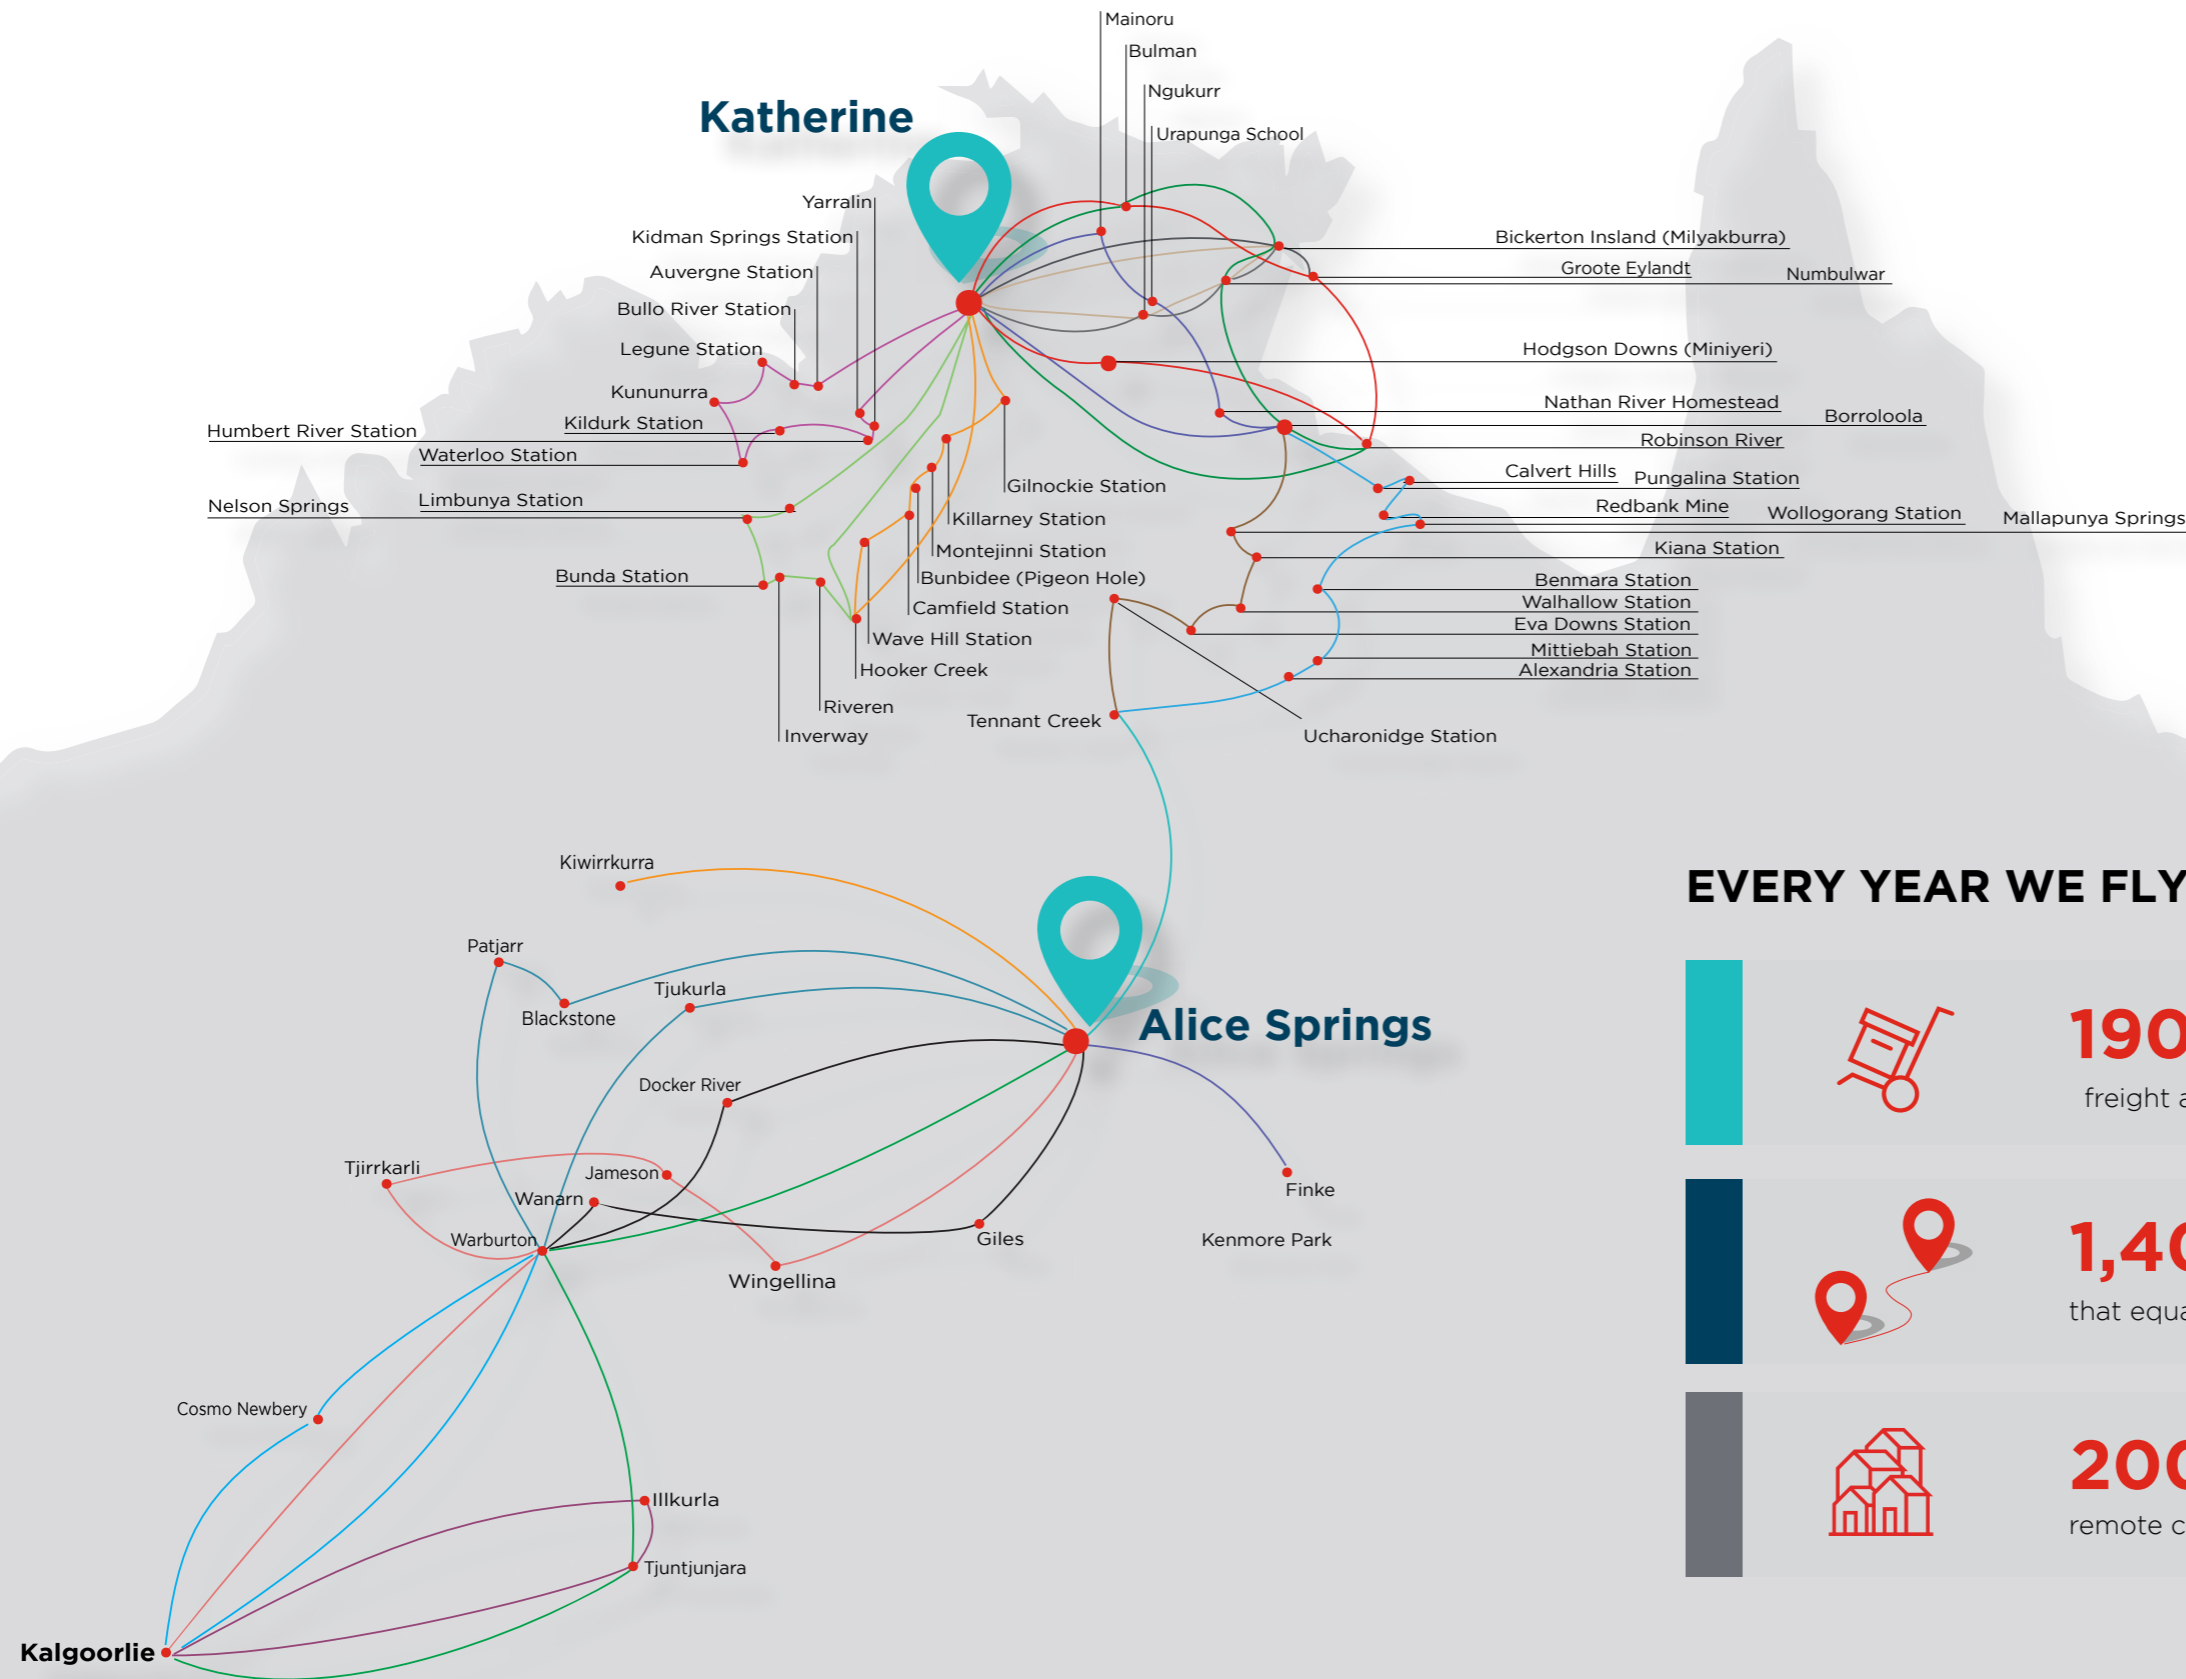 Mainoru
Bulman
Ngukurr
Katherine
Urapunga School
Yarralin
Kidman Springs Station
Bickerton Insland (Milyakburra)
Auvergne Station
Groote Eylandt
Numbulwar
Bullo River Station
Legune Station
Hodgson Downs (Miniyeri)
Kununurra
Nathan River Homestead
Humbert River Station
Kildurk Station
Borroloola
Waterloo Station
Robinson River
Calvert Hills
Pungalina Station
Gilnockie Station
Nelson Springs
Limbunya Station
Redbank Mine
Wollogorang Station
Mallapunya Springs
Killarney Station
Montejinni Station
Kiana Station
Bunda Station
Bunbidee (Pigeon Hole)
Benmara Station
Camfield Station
Walhallow Station
Eva Downs Station
Wave Hill Station
Mittiebah Station
Hooker Creek
Alexandria Station
Riveren
Tennant Creek
Inverway
Ucharonidge Station
Kiwirrkurra
EVERY YEAR WE FLY
Patjarr
Tjukurla
Blackstone
Alice Springs
190
Docker River
freight a
Tjirrkarli
Jameson
Wanarn
Finke
Warburton
Giles
Kenmore Park
1,40
Wingellina
that equa
Cosmo Newbery
200
Illkurla
remote c
Tjuntjunjara
Kalgoorlie